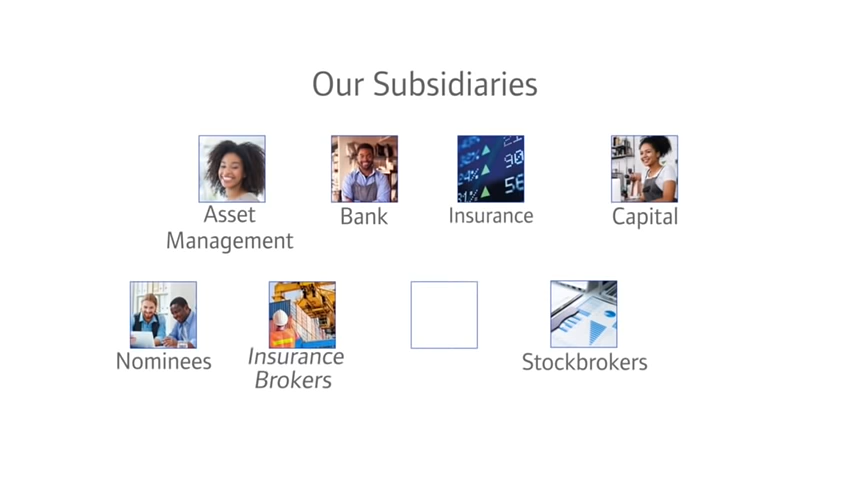 Our Subsidiaries
Asset
Management
Bank
Insurance
Capital
Nominees
Insurance
Brokers
Stockbrokers